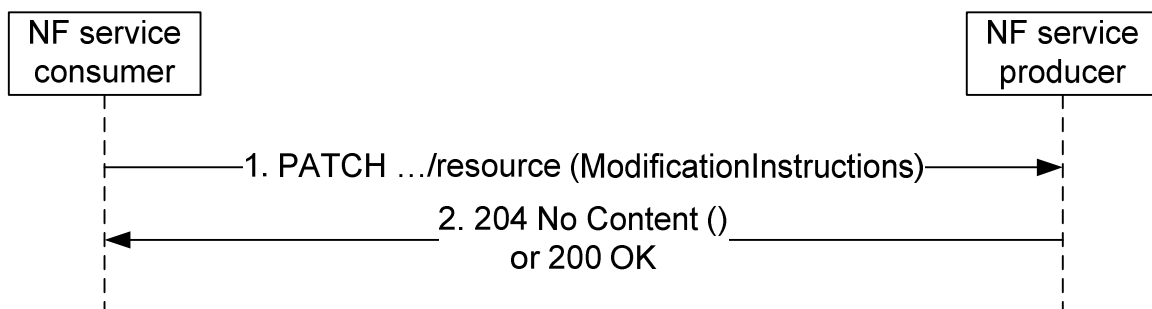 NF service
consumer
NF service
producer
1. PATCH …/resource (ModificationInstructions)
2. 204 No Content ()
or 200 OK